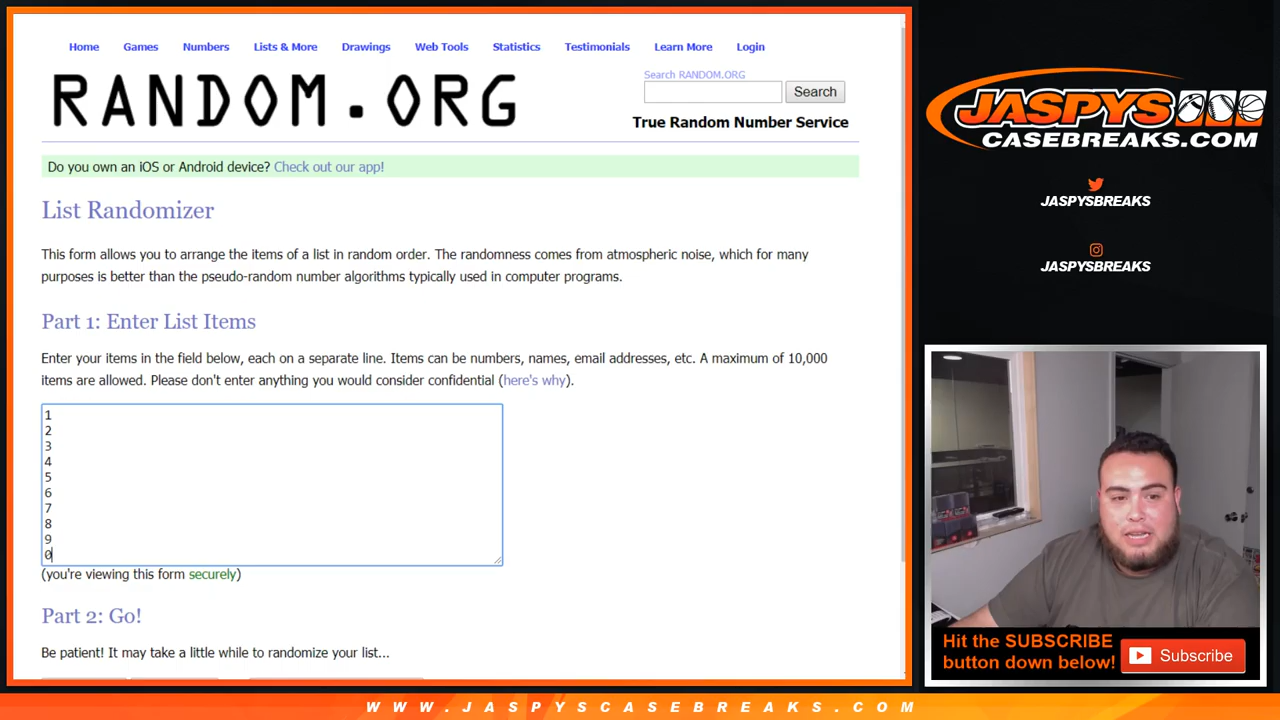 Home Games Numbers Lists & More Drawings Web Tools Statistics Testimonials Learn More Login
RANDOM.ORG
Search RANDOM.ORG
Search
True Random Number Service
Do you own an iOS or Android device? Check out our app!
List Randomizer
This form allows you to arrange the items of a list in random order. The randomness comes from atmospheric noise, which for many
purposes is better than the pseudo-random number algorithms typically used in computer programs.
Part 1: Enter List Items
Enter your items in the field below, each on a separate line. Items can be numbers, names, email addresses, etc. A maximum of 10,000
items are allowed. Please don't enter anything you would consider confidential (here's why).
1
2
3
4
5
6
7
8
9
0
(you're viewing this form securely)
Part 2: Go!
Be patient! It may take a little while to randomize your list...
JASPYS
CASEBREAKS.COM
JASPYSBREAKS
JASPYSBREAKS
Hit the SUBSCRIBE
button down below!
Subscribe
WWW.JASPYSCASEBREAKS.COM